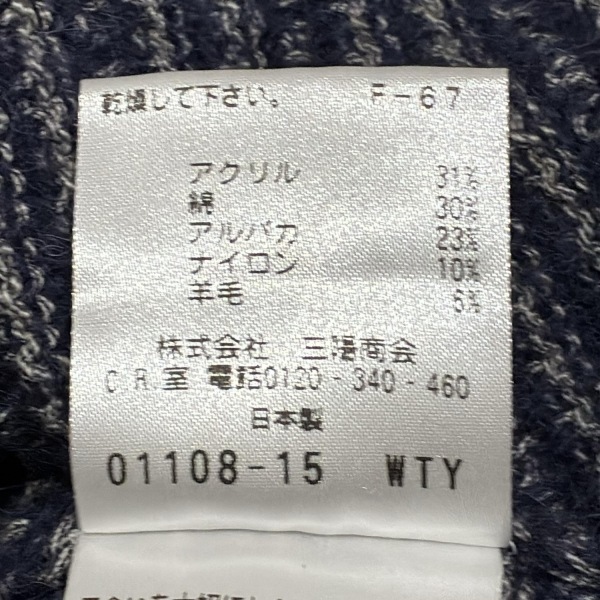 乾燥して下さい。 F-67
アクリル 31%
綿 30%
アルパカ 23%
ナイロン 10%
羊毛 6%
株式会社 三陽商会
C.R.室 電話0120-340-460
日本製
01108-15 WTY